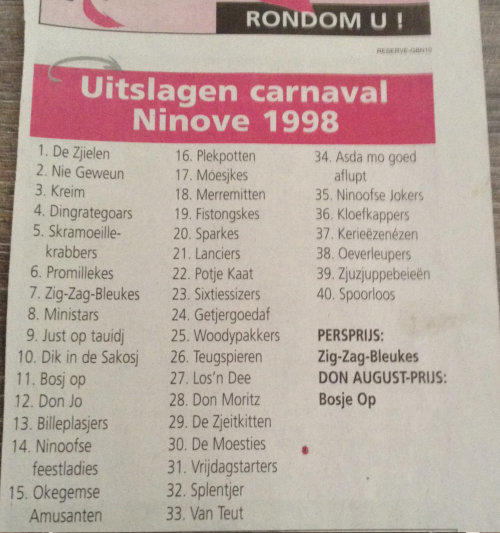 RONDOM U !
RESERVE-GBN10
Uitslagen carnaval
Ninove 1998
1. De Zjielen
2. Nie Geweun
3. Kreim
4. Dingrategoars
5. Skramoeille-
krabbers
6. Promillekes
7. Zig-Zag-Bleukes
8. Ministars
9. Just op tauidj
10. Dik in de Sakosj
11. Bosj op
12. Don Jo
13. Billeplasjers
14. Ninoofse
feestladies
15. Okegemse
Amusanten
16. Plekpotten
17. Moesjkes
18. Merremitten
19. Fistongskes
20. Sparkes
21. Lanciers
22. Potje Kaat
23. Sixtiessizers
24. Getjergoedaf
25. Woodypakkers
26. Teugspieren
27. Los'n Dee
28. Don Moritz
29. De Zjeitkitten
30. De Moesties
31. Vrijdagstarters
32. Splentjer
33. Van Teut
34. Asda mo goed
aflupt
35. Ninoofse Jokers
36. Kloefkappers
37. Kerieëzenézen
38. Oeverleupers
39. Zjuzjuppebeieën
40. Spoorloos
PERSPRIJS:
Zig-Zag-Bleukes
DON AUGUST-PRIJS:
Bosje Op